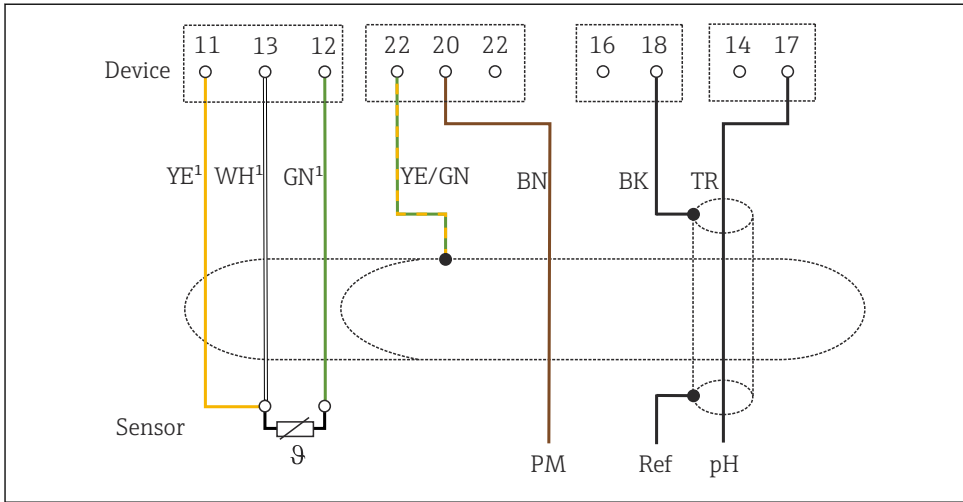 11 13 12 22 20 22 16 18 14 17
Device
YE¹ WH¹ GN¹ YE/GN BN BK TR
Sensor
ϑ
PM Ref pH